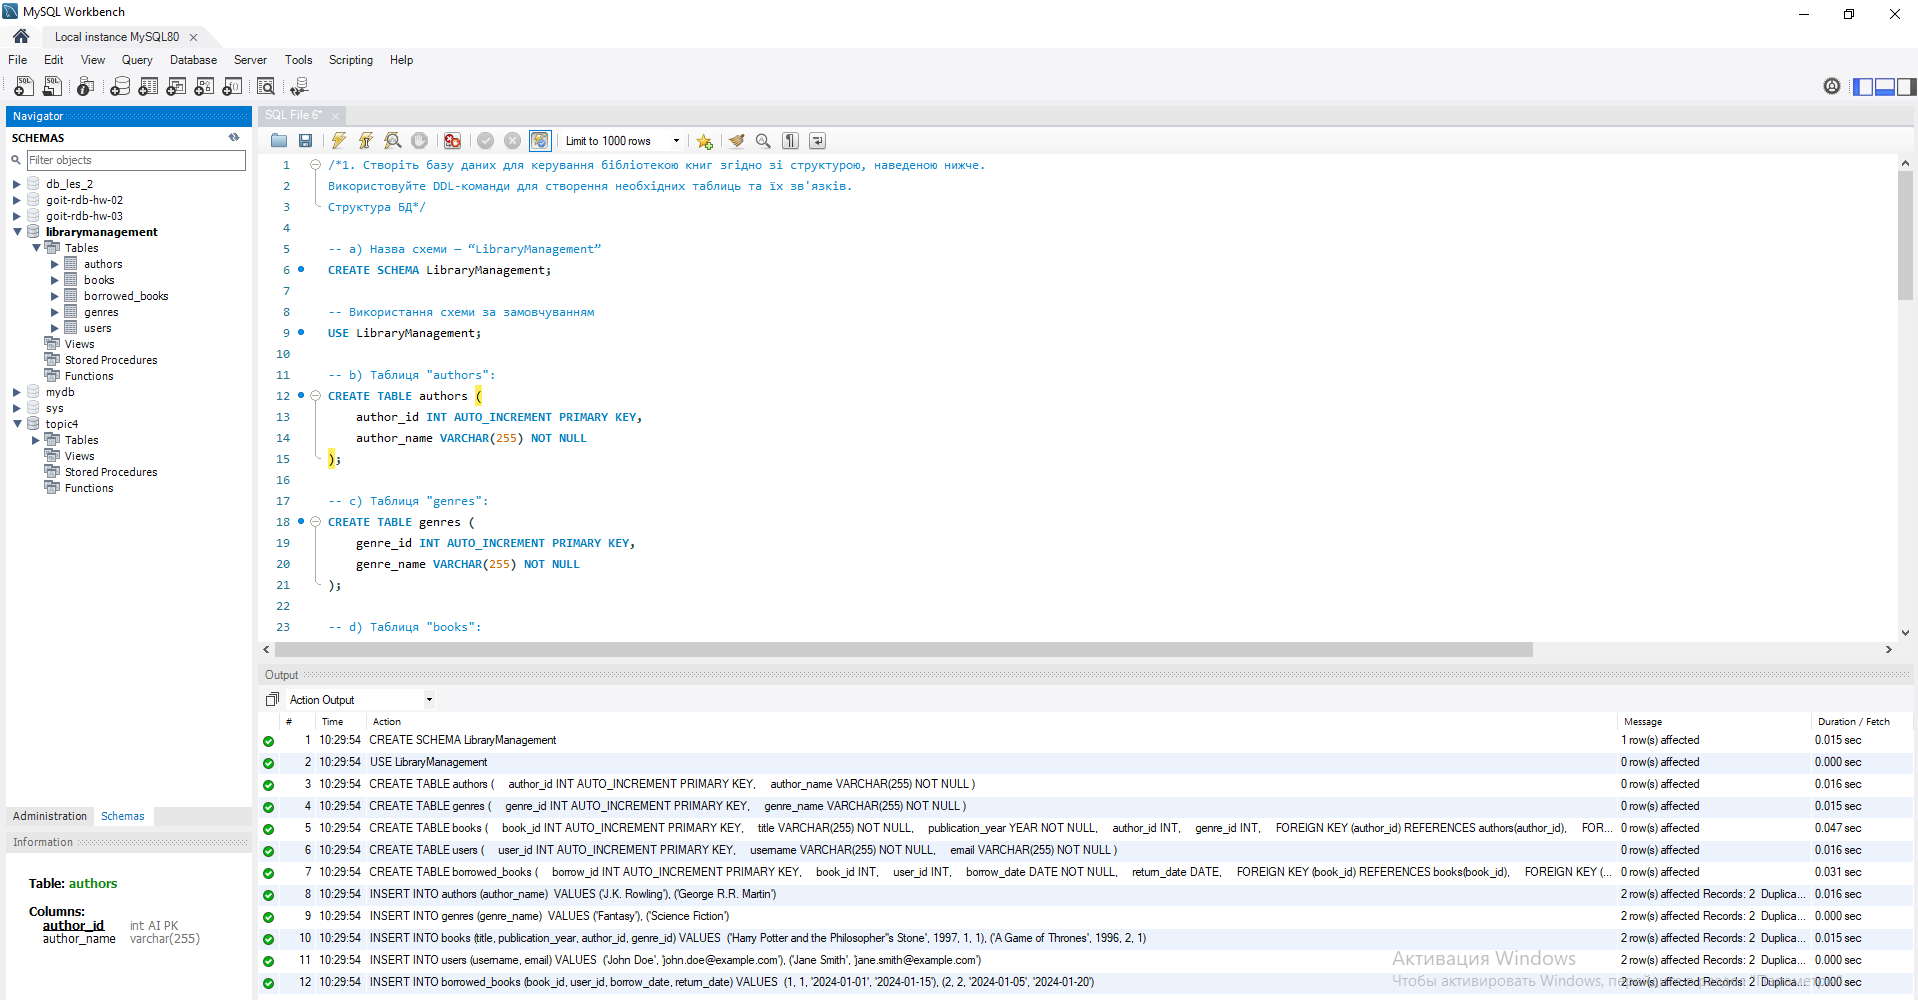 MySQL Workbench
Local instance MySQL80
File Edit View Query Database Server Tools Scripting Help
Navigator
SCHEMAS
Filter objects
db_les_2
goit-rdb-hw-02
goit-rdb-hw-03
librarymanagement
Tables
authors
books
borrowed_books
genres
users
Views
Stored Procedures
Functions
mydb
sys
topic4
Tables
Views
Stored Procedures
Functions
Administration Schemas
Information
Table: authors
Columns:
author_id int AI PK
author_name varchar(255)
SQL File 6*
Limit to 1000 rows
1 /*1. Створіть базу даних для керування бібліотекою книг згідно зі структурою, наведеною нижче.
2 Використовуйте DDL-команди для створення необхідних таблиць та їх зв'язків.
3 Структура БД*/
4
5 -- a) Назва схеми — “LibraryManagement”
6 CREATE SCHEMA LibraryManagement;
7
8 -- Використання схеми за замовчуванням
9 USE LibraryManagement;
10
11 -- b) Таблиця "authors":
12 CREATE TABLE authors (
13 author_id INT AUTO_INCREMENT PRIMARY KEY,
14 author_name VARCHAR(255) NOT NULL
15 );
16
17 -- c) Таблиця "genres":
18 CREATE TABLE genres (
19 genre_id INT AUTO_INCREMENT PRIMARY KEY,
20 genre_name VARCHAR(255) NOT NULL
21 );
22
23 -- d) Таблиця "books":
Output
Action Output
# Time Action Message Duration / Fetch
1 10:29:54 CREATE SCHEMA LibraryManagement 1 row(s) affected 0.015 sec
2 10:29:54 USE LibraryManagement 0 row(s) affected 0.000 sec
3 10:29:54 CREATE TABLE authors ( author_id INT AUTO_INCREMENT PRIMARY KEY, author_name VARCHAR(255) NOT NULL ) 0 row(s) affected 0.016 sec
4 10:29:54 CREATE TABLE genres ( genre_id INT AUTO_INCREMENT PRIMARY KEY, genre_name VARCHAR(255) NOT NULL ) 0 row(s) affected 0.015 sec
5 10:29:54 CREATE TABLE books ( book_id INT AUTO_INCREMENT PRIMARY KEY, title VARCHAR(255) NOT NULL, publication_year YEAR NOT NULL, author_id INT, genre_id INT, FOREIGN KEY (author_id) REFERENCES authors(author_id), FOR... 0 row(s) affected 0.047 sec
6 10:29:54 CREATE TABLE users ( user_id INT AUTO_INCREMENT PRIMARY KEY, username VARCHAR(255) NOT NULL, email VARCHAR(255) NOT NULL ) 0 row(s) affected 0.016 sec
7 10:29:54 CREATE TABLE borrowed_books ( borrow_id INT AUTO_INCREMENT PRIMARY KEY, book_id INT, user_id INT, borrow_date DATE NOT NULL, return_date DATE, FOREIGN KEY (book_id) REFERENCES books(book_id), FOREIGN KEY (... 0 row(s) affected 0.031 sec
8 10:29:54 INSERT INTO authors (author_name) VALUES ('J.K. Rowling'), ('George R.R. Martin') 2 row(s) affected Records: 2 Duplica... 0.016 sec
9 10:29:54 INSERT INTO genres (genre_name) VALUES ('Fantasy'), ('Science Fiction') 2 row(s) affected Records: 2 Duplica... 0.000 sec
10 10:29:54 INSERT INTO books (title, publication_year, author_id, genre_id) VALUES ('Harry Potter and the Philosopher''s Stone', 1997, 1, 1), ('A Game of Thrones', 1996, 2, 1) 2 row(s) affected Records: 2 Duplica... 0.015 sec
11 10:29:54 INSERT INTO users (username, email) VALUES ('John Doe', 'john.doe@example.com'), ('Jane Smith', 'jane.smith@example.com') 2 row(s) affected Records: 2 Duplica... 0.000 sec
12 10:29:54 INSERT INTO borrowed_books (book_id, user_id, borrow_date, return_date) VALUES (1, 1, '2024-01-01', '2024-01-15'), (2, 2, '2024-01-05', '2024-01-20') 2 row(s) affected Records: 2 Duplica... 0.000 sec
Активация Windows
Чтобы активировать Windows,